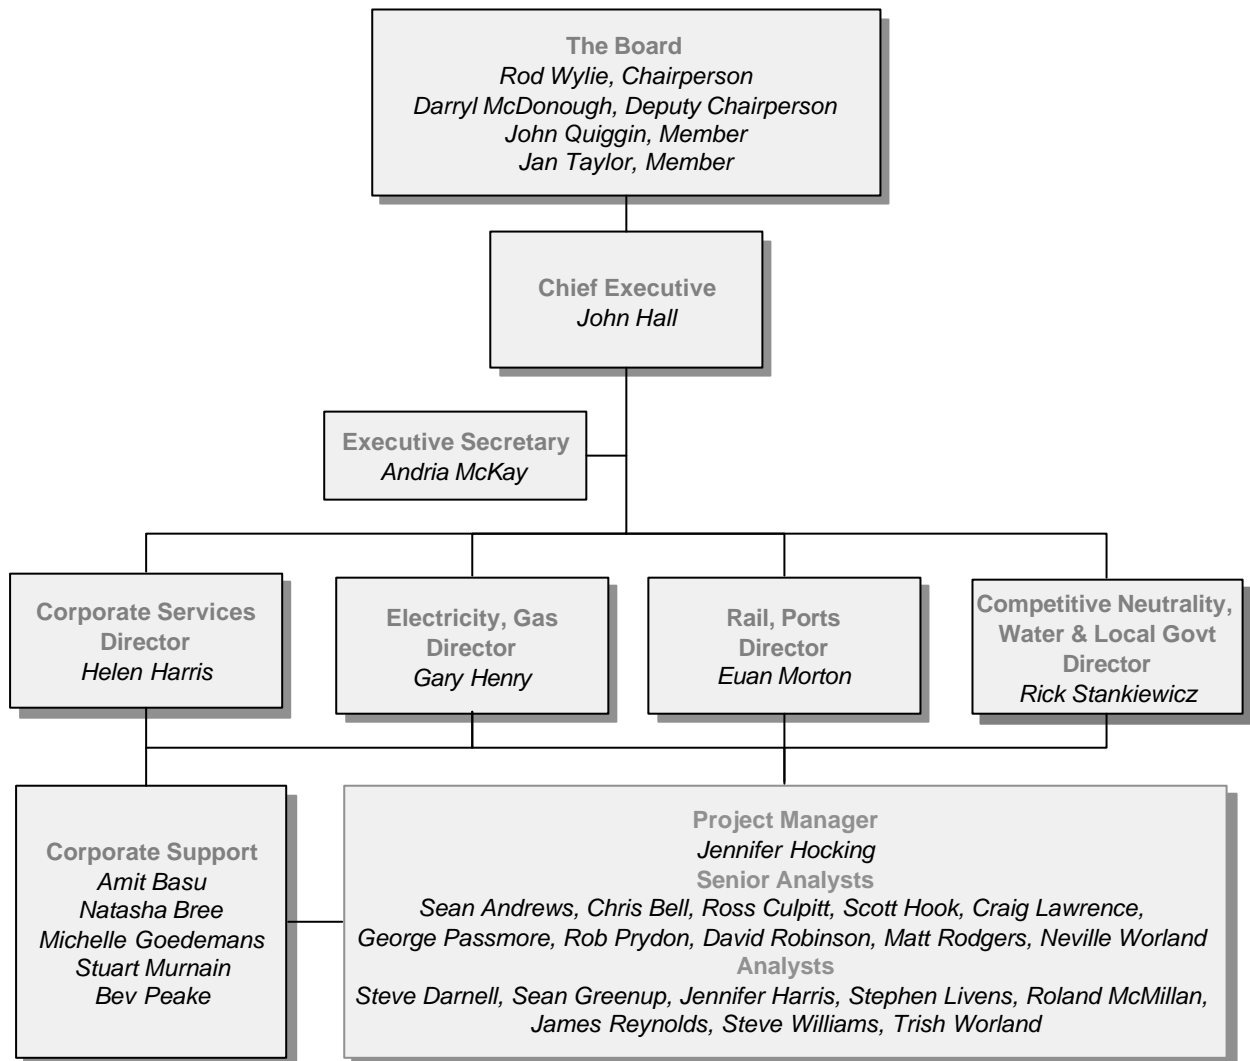 The Board
Rod Wylie, Chairperson
Darryl McDonough, Deputy Chairperson
John Quiggin, Member
Jan Taylor, Member
Chief Executive
John Hall
Executive Secretary
Andria McKay
Corporate Services
Director
Helen Harris
Electricity, Gas
Director
Gary Henry
Rail, Ports
Director
Euan Morton
Competitive Neutrality,
Water & Local Govt
Director
Rick Stankiewicz
Corporate Support
Amit Basu
Natasha Bree
Michelle Goedemans
Stuart Murnain
Bev Peake
Project Manager
Jennifer Hocking
Senior Analysts
Sean Andrews, Chris Bell, Ross Culpitt, Scott Hook, Craig Lawrence,
George Passmore, Rob Prydon, David Robinson, Matt Rodgers, Neville Worland
Analysts
Steve Darnell, Sean Greenup, Jennifer Harris, Stephen Livens, Roland McMillan,
James Reynolds, Steve Williams, Trish Worland